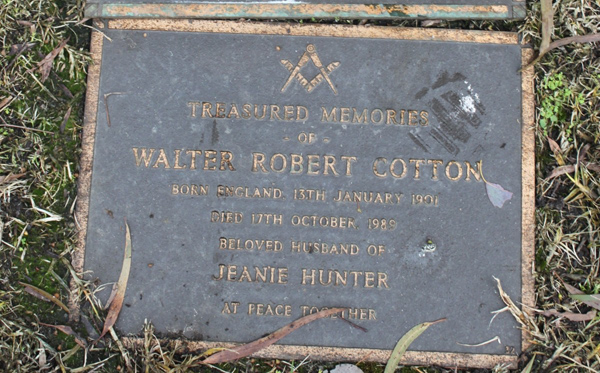 TREASURED MEMORIES
- OF -
WALTER ROBERT COTTON
BORN ENGLAND 13TH JANUARY 1901
DIED 17TH OCTOBER 1989
BELOVED HUSBAND OF
JEANIE HUNTER
AT PEACE TOGETHER